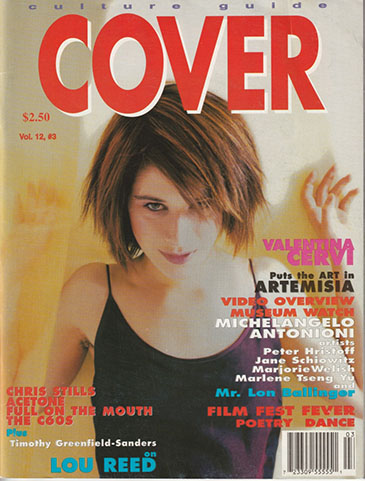 culture guide
COVER
$2.50
Vol. 12, #3
VALENTINA
CERVI
Puts the ART in
ARTEMISIA
VIDEO OVERVIEW
MUSEUM WATCH
MICHELANGELO
ANTONIONI
artists
Peter Hristoff
Jane Schiowitz
Marjorie Welish
Marlene Tseng Yu
and
Mr. Lon Ballinger
FILM FEST FEVER
POETRY DANCE
CHRIS STILLS
ACETONE
FULL ON THE MOUTH
THE C60S
Plus
Timothy Greenfield-Sanders
on
LOU REED
03